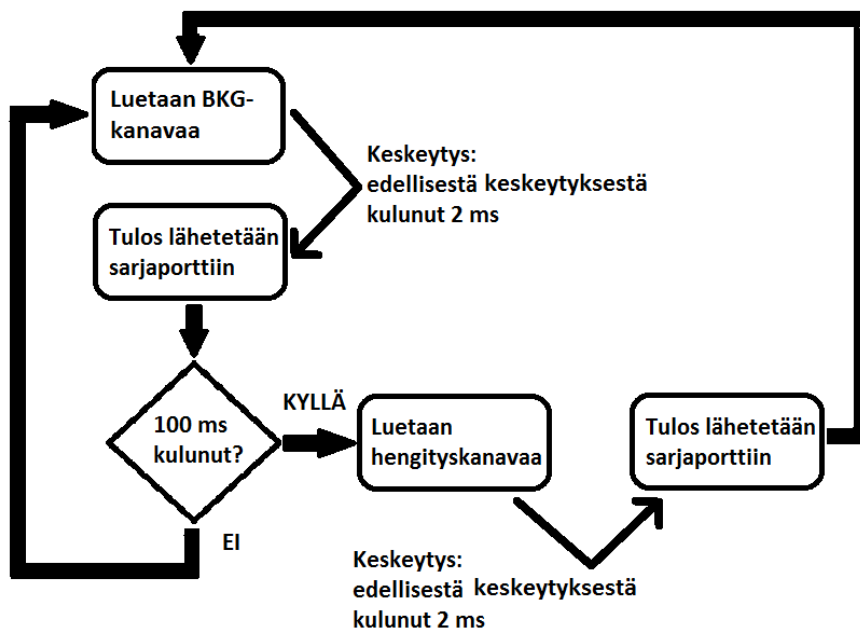 Luetaan BKG-
kanavaa
Keskeytys:
edellisestä keskeytyksestä
kulunut 2 ms
Tulos lähetetään
sarjaporttiin
100 ms
kulunut?
KYLLÄ
EI
Luetaan
hengityskanavaa
Keskeytys:
edellisestä keskeytyksestä
kulunut 2 ms
Tulos lähetetään
sarjaporttiin